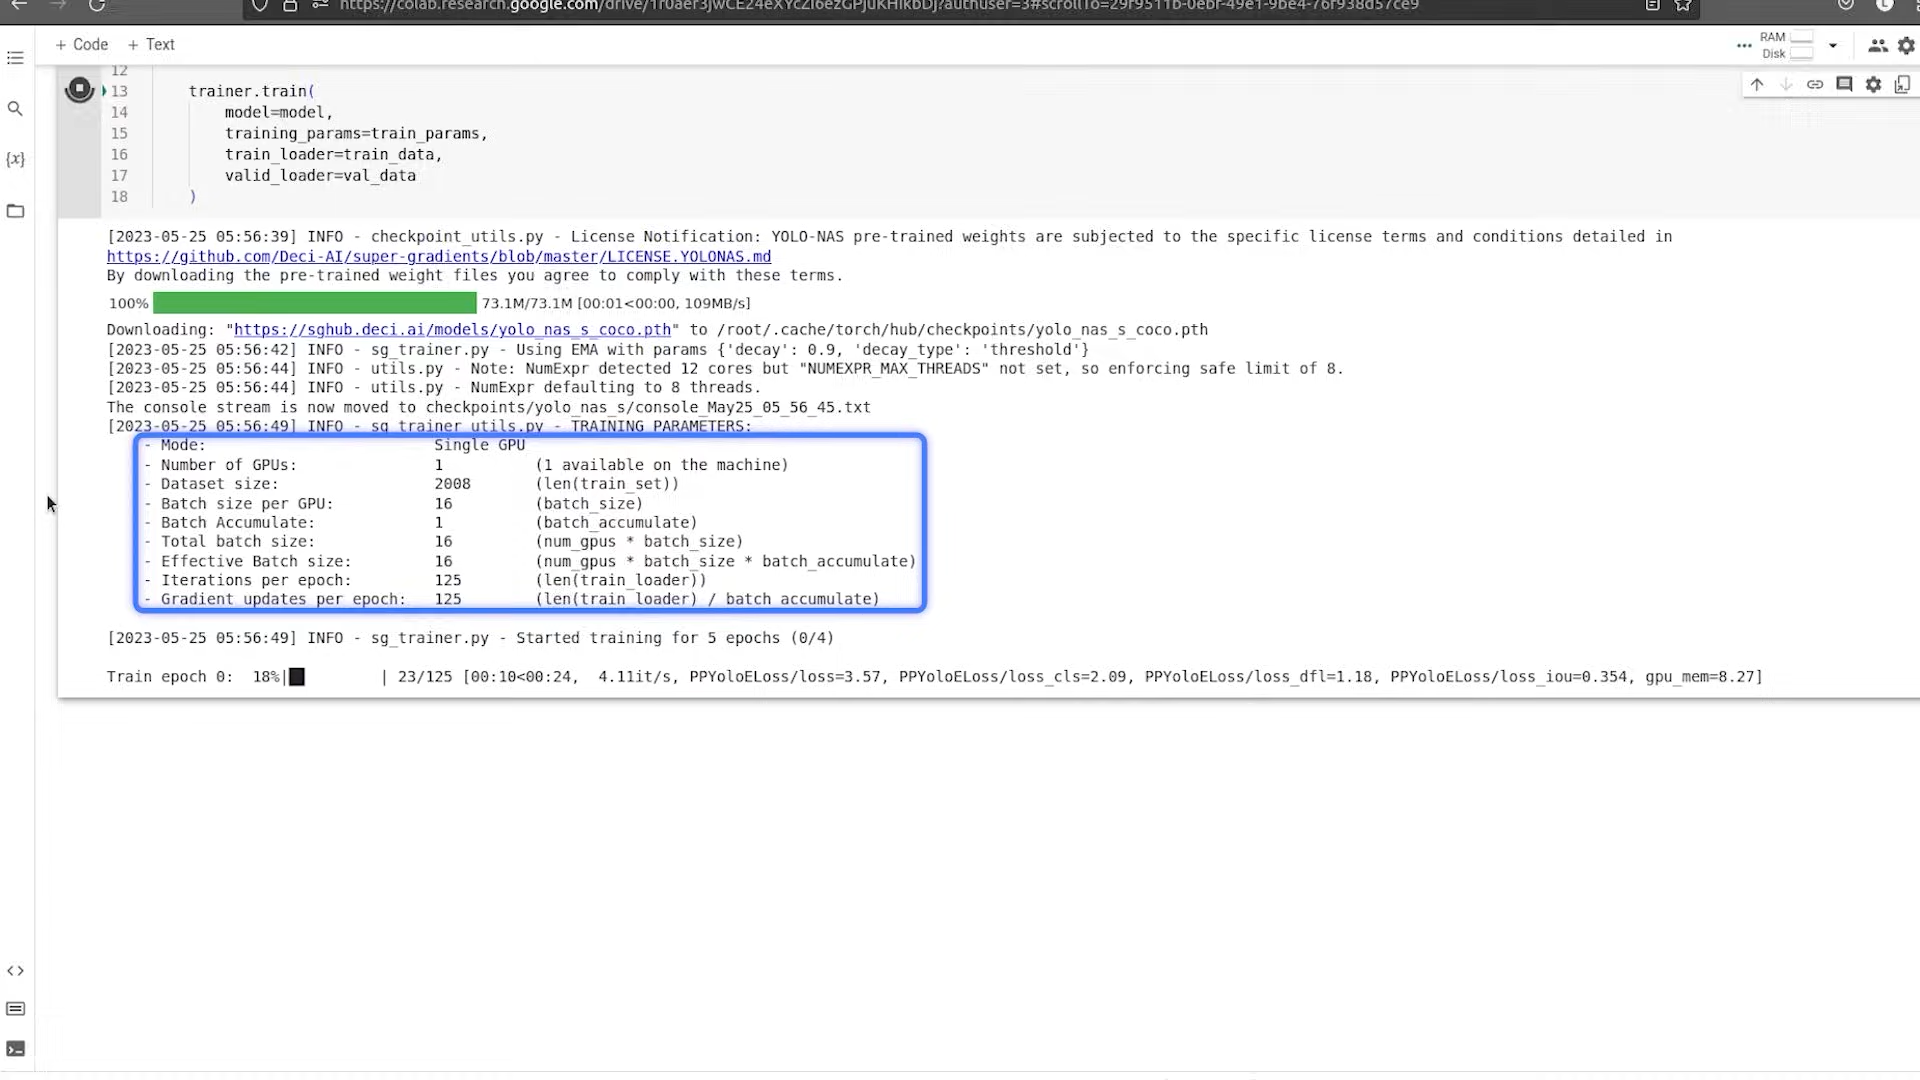 + Code + Text
RAM
Disk
12
13 trainer.train(
14 model=model,
15 training_params=train_params,
16 train_loader=train_data,
17 valid_loader=val_data
18 )
[2023-05-25 05:56:39] INFO - checkpoint_utils.py - License Notification: YOLO-NAS pre-trained weights are subjected to the specific license terms and conditions detailed in
https://github.com/Deci-AI/super-gradients/blob/master/LICENSE.YOLONAS.md
By downloading the pre-trained weight files you agree to comply with these terms.
100% 73.1M/73.1M [00:01<00:00, 109MB/s]
Downloading: "https://sghub.deci.ai/models/yolo_nas_s_coco.pth" to /root/.cache/torch/hub/checkpoints/yolo_nas_s_coco.pth
[2023-05-25 05:56:42] INFO - sg_trainer.py - Using EMA with params {'decay': 0.9, 'decay_type': 'threshold'}
[2023-05-25 05:56:44] INFO - utils.py - Note: NumExpr detected 12 cores but "NUMEXPR_MAX_THREADS" not set, so enforcing safe limit of 8.
[2023-05-25 05:56:44] INFO - utils.py - NumExpr defaulting to 8 threads.
The console stream is now moved to checkpoints/yolo_nas_s/console_May25_05_56_45.txt
[2023-05-25 05:56:49] INFO - sg_trainer_utils.py - TRAINING PARAMETERS:
- Mode: Single GPU
- Number of GPUs: 1 (1 available on the machine)
- Dataset size: 2008 (len(train_set))
- Batch size per GPU: 16 (batch_size)
- Batch Accumulate: 1 (batch_accumulate)
- Total batch size: 16 (num_gpus * batch_size)
- Effective Batch size: 16 (num_gpus * batch_size * batch_accumulate)
- Iterations per epoch: 125 (len(train_loader))
- Gradient updates per epoch: 125 (len(train_loader) / batch_accumulate)
[2023-05-25 05:56:49] INFO - sg_trainer.py - Started training for 5 epochs (0/4)
Train epoch 0: 18%| | 23/125 [00:10<00:24, 4.11it/s, PPYoloELoss/loss=3.57, PPYoloELoss/loss_cls=2.09, PPYoloELoss/loss_dfl=1.18, PPYoloELoss/loss_iou=0.354, gpu_mem=8.27]